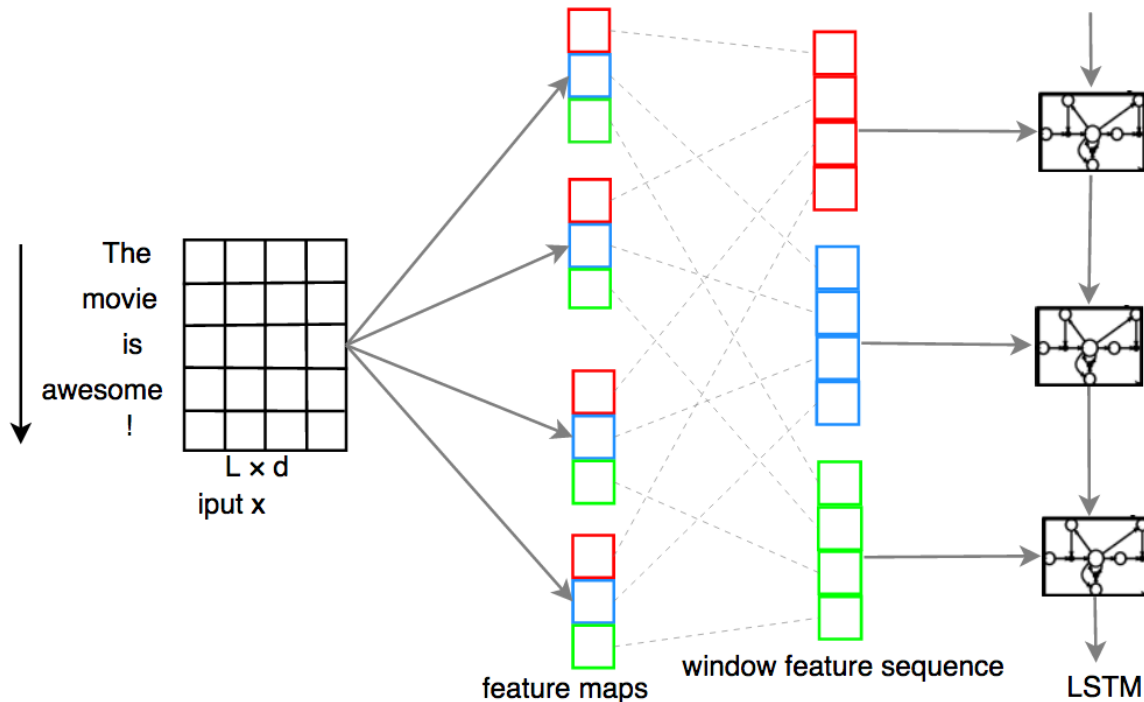 The
movie
is
awesome
!
L × d
iput x
feature maps
window feature sequence
LSTM